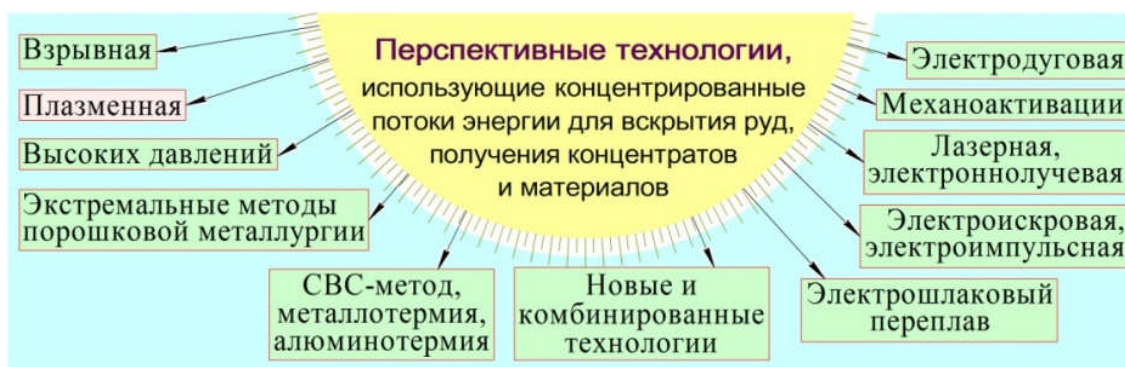 Перспективные технологии,
использующие концентрированные
потоки энергии для вскрытия руд,
получения концентратов
и материалов
Взрывная
Плазменная
Высоких давлений
Экстремальные методы
порошковой металлургии
СВС-метод,
металлотермия,
алюминотермия
Новые и
комбинированные
технологии
Электрошлаковый
переплав
Электроискровая,
электроимпульсная
Лазерная,
электроннолучевая
Механоактивации
Электродуговая